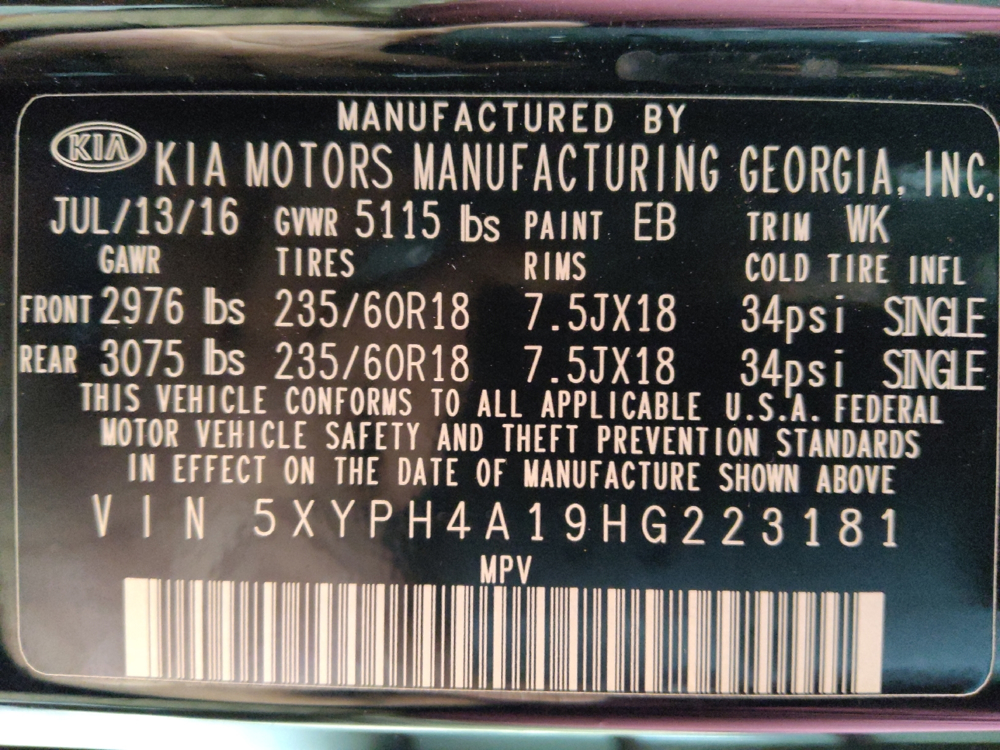 MANUFACTURED BY
KIA KIA MOTORS MANUFACTURING GEORGIA, INC.
JUL/13/16 GVWR 5115 lbs PAINT EB TRIM WK
GAWR TIRES RIMS COLD TIRE INFL
FRONT 2976 lbs 235/60R18 7.5JX18 34psi SINGLE
REAR 3075 lbs 235/60R18 7.5JX18 34psi SINGLE
THIS VEHICLE CONFORMS TO ALL APPLICABLE U.S.A. FEDERAL
MOTOR VEHICLE SAFETY AND THEFT PREVENTION STANDARDS
IN EFFECT ON THE DATE OF MANUFACTURE SHOWN ABOVE
VIN 5XYPH4A19HG223181
MPV